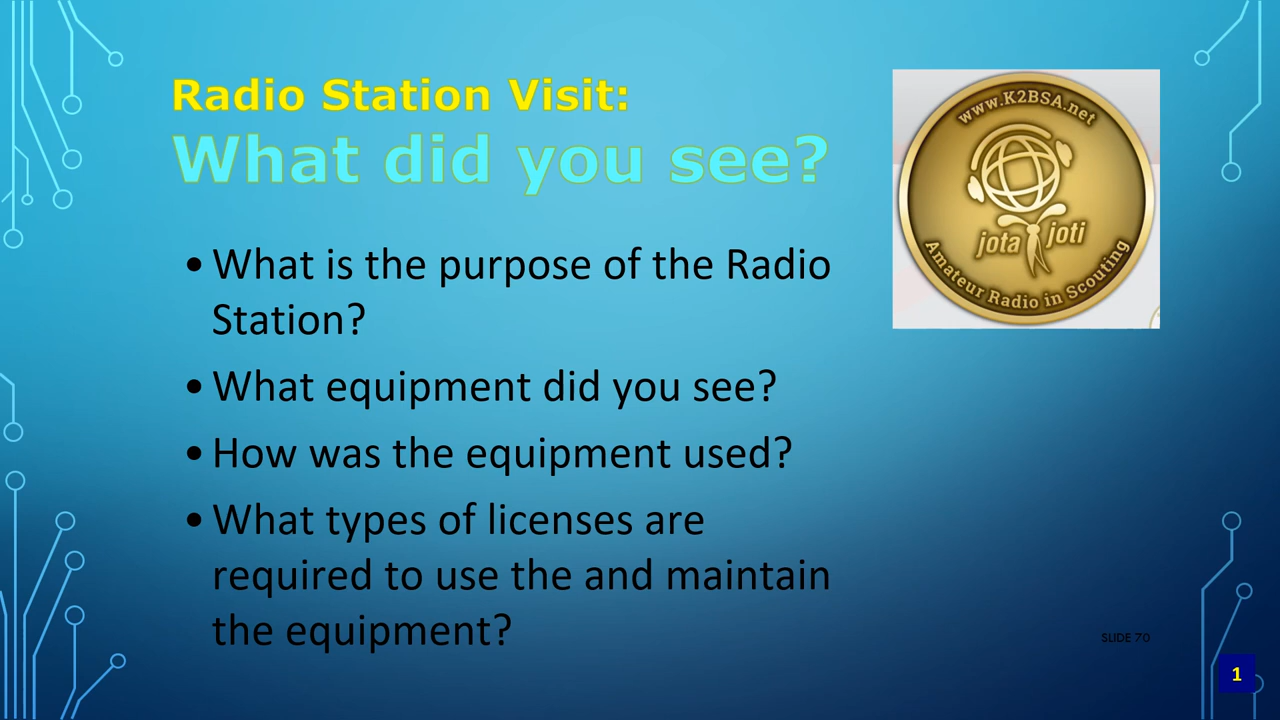 Radio Station Visit:
What did you see?
www.K2BSA.net
jota joti
Amateur Radio in Scouting
• What is the purpose of the Radio
Station?
• What equipment did you see?
• How was the equipment used?
• What types of licenses are
required to use the and maintain
the equipment?
SLIDE 70
1